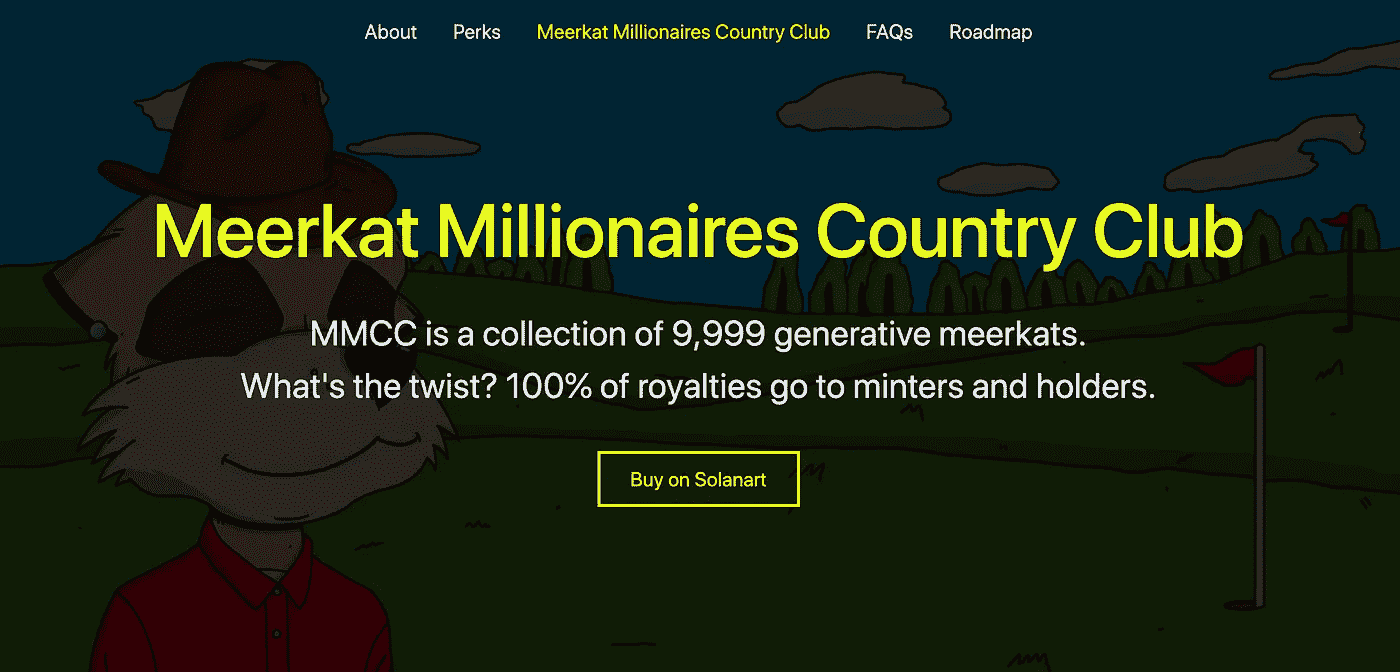 About Perks Meerkat Millionaires Country Club FAQs Roadmap
Meerkat Millionaires Country Club
MMCC is a collection of 9,999 generative meerkats.
What's the twist? 100% of royalties go to minters and holders.
Buy on Solanart